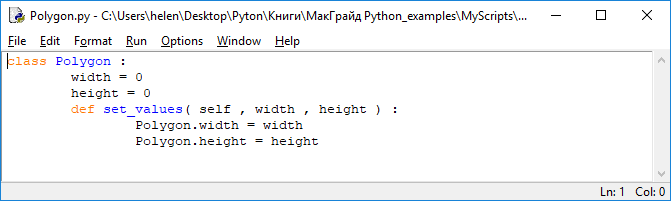 Polygon.py - C:\Users\helen\Desktop\Pyton\Книги\МакГрайд Python_examples\MyScripts\...
File Edit Format Run Options Window Help
class Polygon :
        width = 0
        height = 0
        def set_values( self , width , height ) :
                Polygon.width = width
                Polygon.height = height
Ln: 1 Col: 0